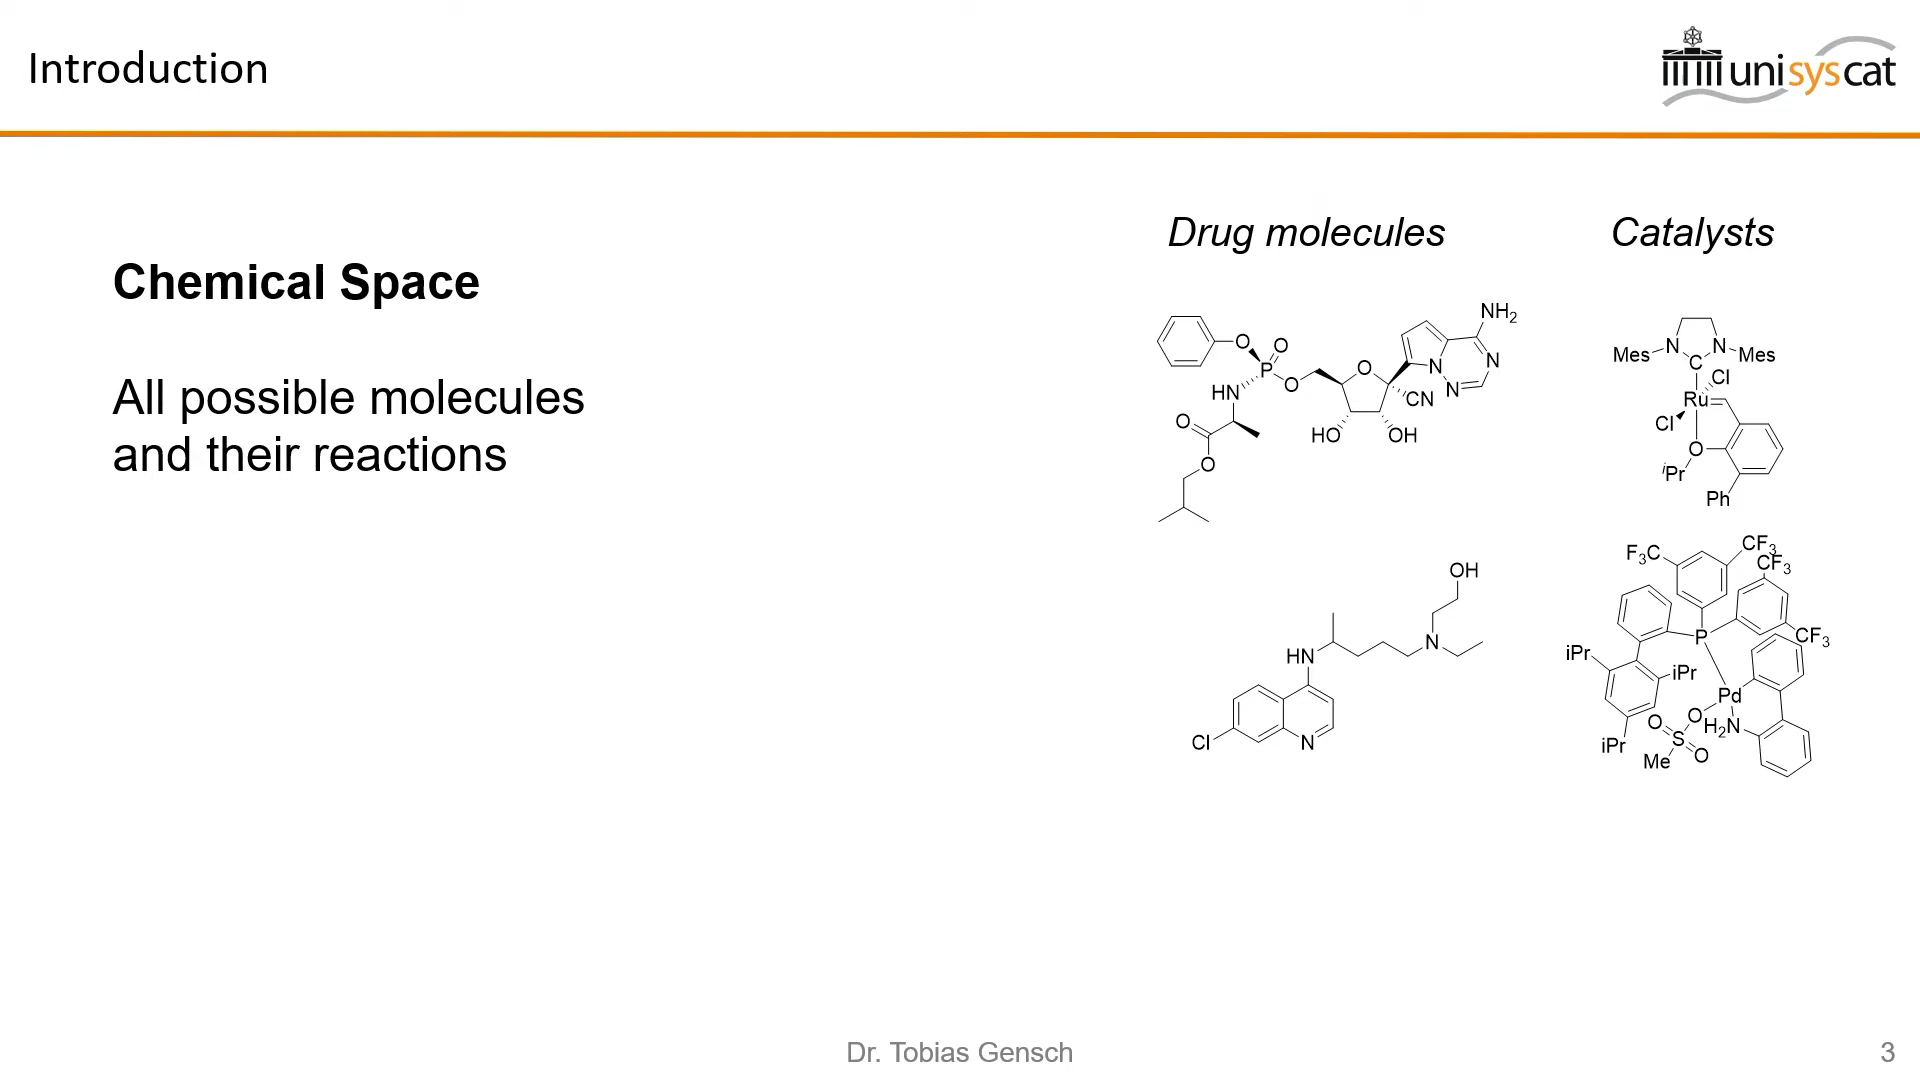 Introduction
unisyscat
Chemical Space
All possible molecules
and their reactions
Drug molecules
Catalysts
NH2
O
O
P
O
HN
O
O
O
N
N
N
CN
HO
OH
Mes
N
N
Mes
C
Cl
Ru
Cl
O
iPr
Ph
OH
HN
N
Cl
N
F3C
CF3
CF3
P
CF3
iPr
iPr
Pd
O
O
H2N
S
iPr
Me
O
Dr. Tobias Gensch
3